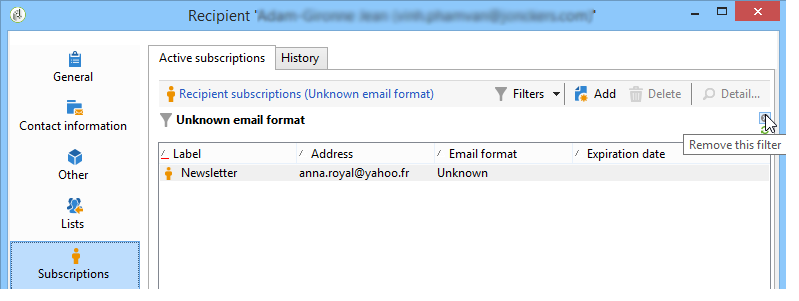 Recipient '
General
Contact information
Other
Lists
Subscriptions
Active subscriptions
History
Recipient subscriptions (Unknown email format)
Filters
Add
Delete
Detail...
Unknown email format
Remove this filter
Label Address Email format Expiration date
Newsletter anna.royal@yahoo.fr Unknown